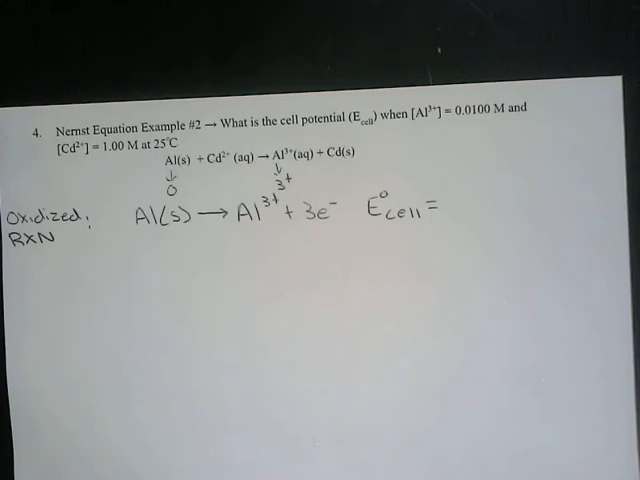 4. Nernst Equation Example #2 → What is the cell potential (E cell) when [Al³⁺] = 0.0100 M and
[Cd²⁺] = 1.00 M at 25°C
Al(s) + Cd²⁺ (aq) → Al³⁺(aq) + Cd(s)
↓ ↓
0 3+
Oxidized: Al(s) → Al³⁺ + 3e⁻ E°cell =
RXN